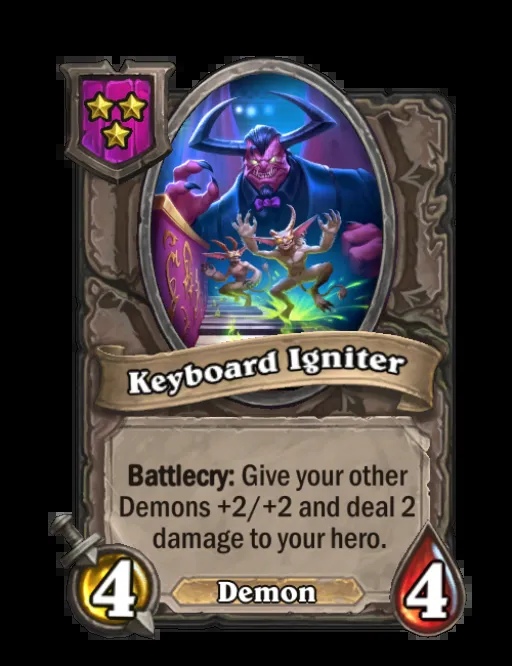 Keyboard Igniter
Battlecry: Give your other
Demons +2/+2 and deal 2
damage to your hero.
4
Demon
4